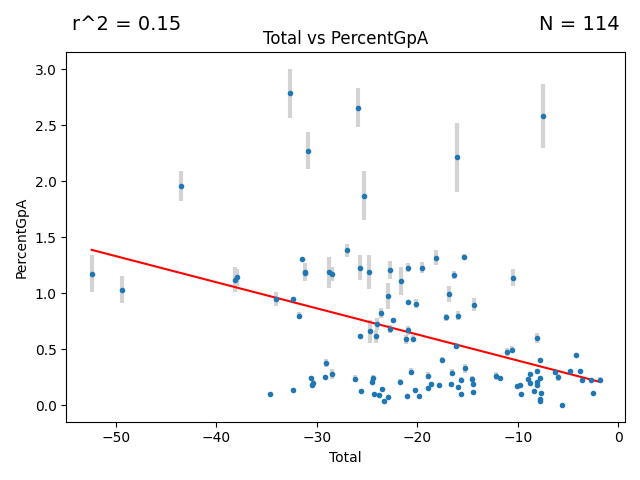 r^2 = 0.15
N = 114
Total vs PercentGpA
3.0
2.5
2.0
1.5
1.0
0.5
0.0
PercentGpA
−50
−40
−30
−20
−10
0
Total